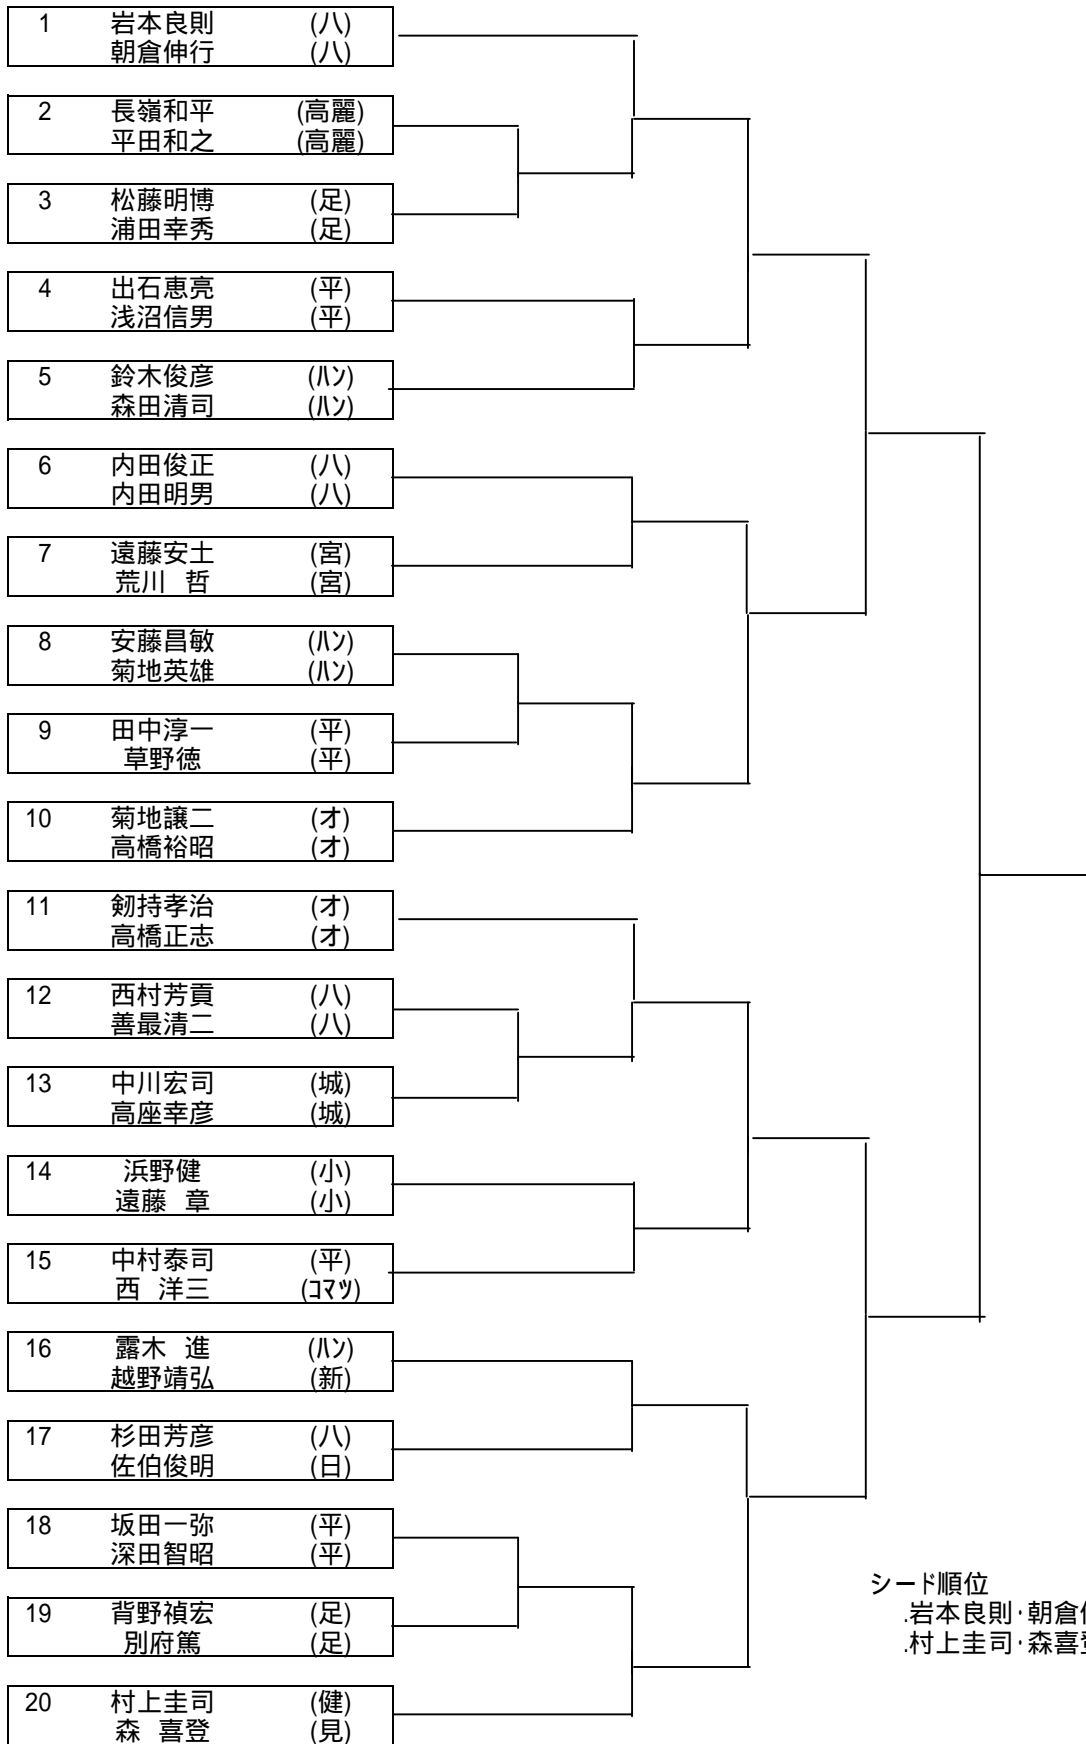 1 岩本良則 (八)
朝倉伸行 (八)
2 長嶺和平 (高麗)
平田和之 (高麗)
3 松藤明博 (足)
浦田幸秀 (足)
4 出石恵亮 (平)
浅沼信男 (平)
5 鈴木俊彦 (ﾊﾝ)
森田清司 (ﾊﾝ)
6 内田俊正 (八)
内田明男 (八)
7 遠藤安土 (宮)
荒川 哲 (宮)
8 安藤昌敏 (ﾊﾝ)
菊地英雄 (ﾊﾝ)
9 田中淳一 (平)
草野徳 (平)
10 菊地譲二 (オ)
高橋裕昭 (オ)
11 剱持孝治 (オ)
高橋正志 (オ)
12 西村芳貢 (八)
善最清二 (八)
13 中川宏司 (城)
高座幸彦 (城)
14 浜野健 (小)
遠藤 章 (小)
15 中村泰司 (平)
西 洋三 (ｺﾏﾂ)
16 露木 進 (ﾊﾝ)
越野靖弘 (新)
17 杉田芳彦 (八)
佐伯俊明 (日)
18 坂田一弥 (平)
深田智昭 (平)
19 背野禎宏 (足)
別府篤 (足)
20 村上圭司 (健)
森 喜登 (見)
シード順位
.岩本良則・朝倉
.村上圭司・森喜